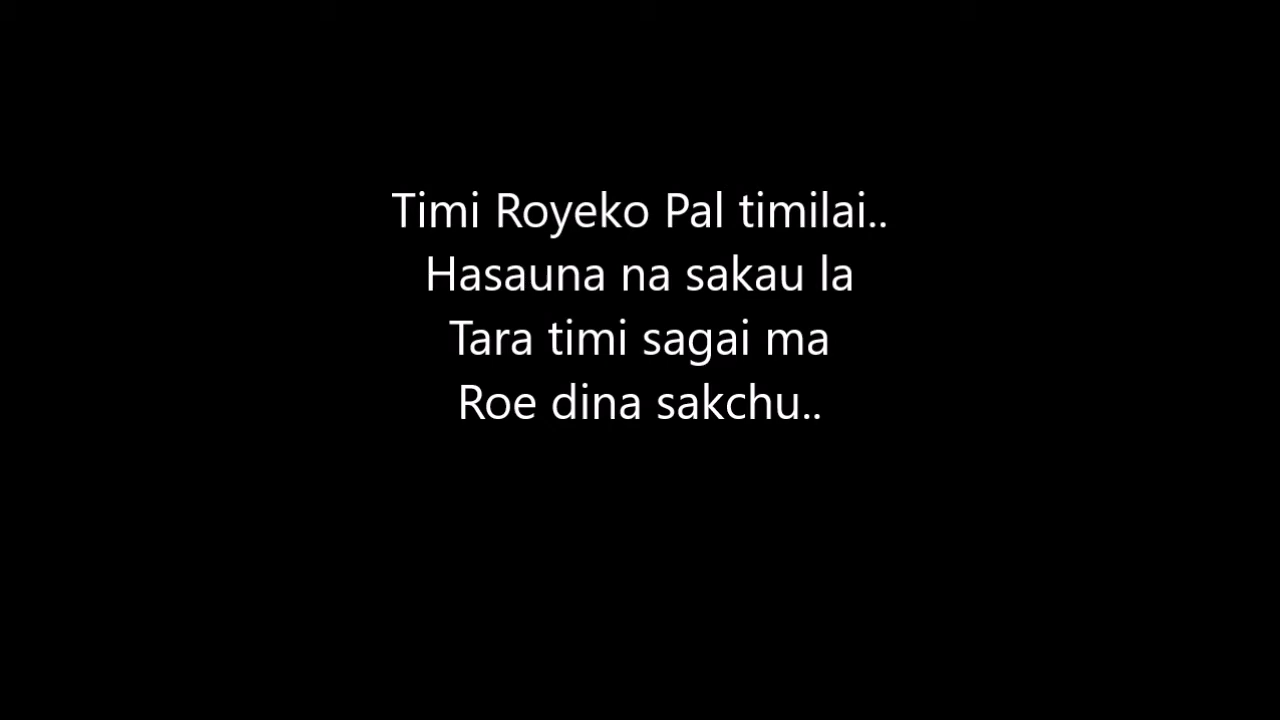 Timi Royeko Pal timilai..
Hasauna na sakau la
Tara timi sagai ma
Roe dina sakchu..